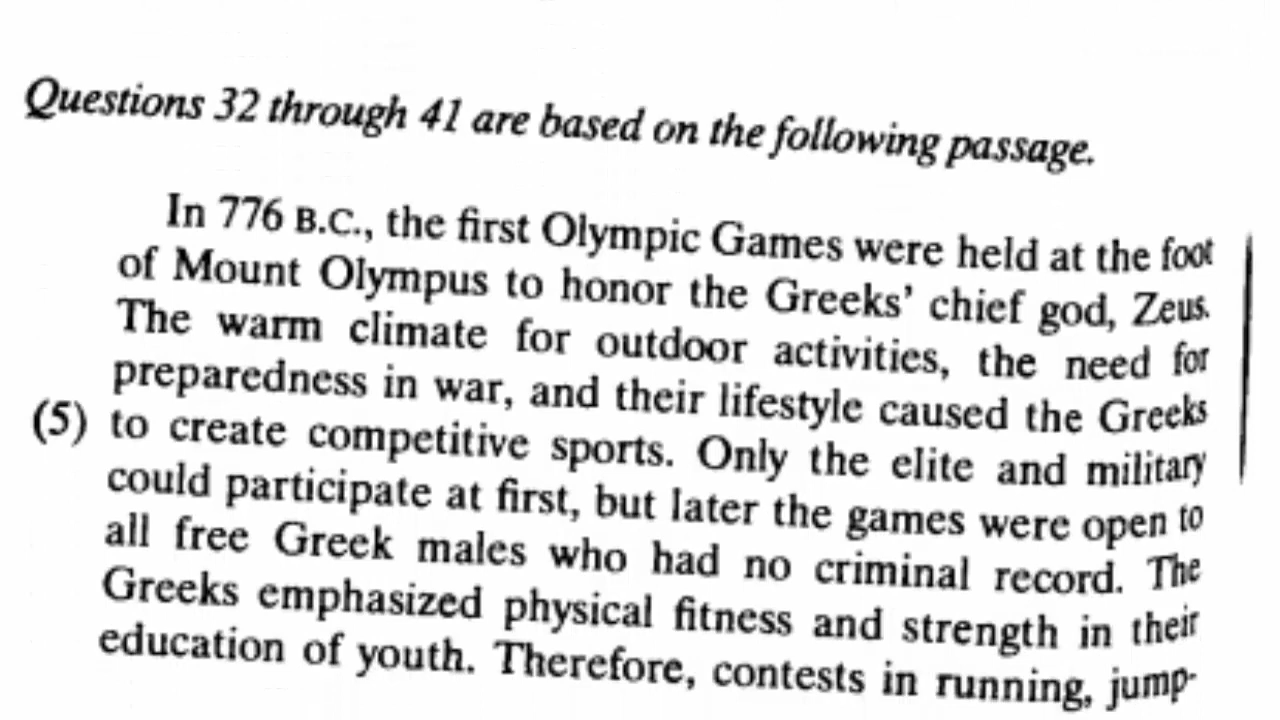 Questions 32 through 41 are based on the following passage.
In 776 B.C., the first Olympic Games were held at the foot
of Mount Olympus to honor the Greeks' chief god, Zeus.
The warm climate for outdoor activities, the need for
preparedness in war, and their lifestyle caused the Greeks
(5) to create competitive sports. Only the elite and military
could participate at first, but later the games were open to
all free Greek males who had no criminal record. The
Greeks emphasized physical fitness and strength in their
education of youth. Therefore, contests in running, jump-